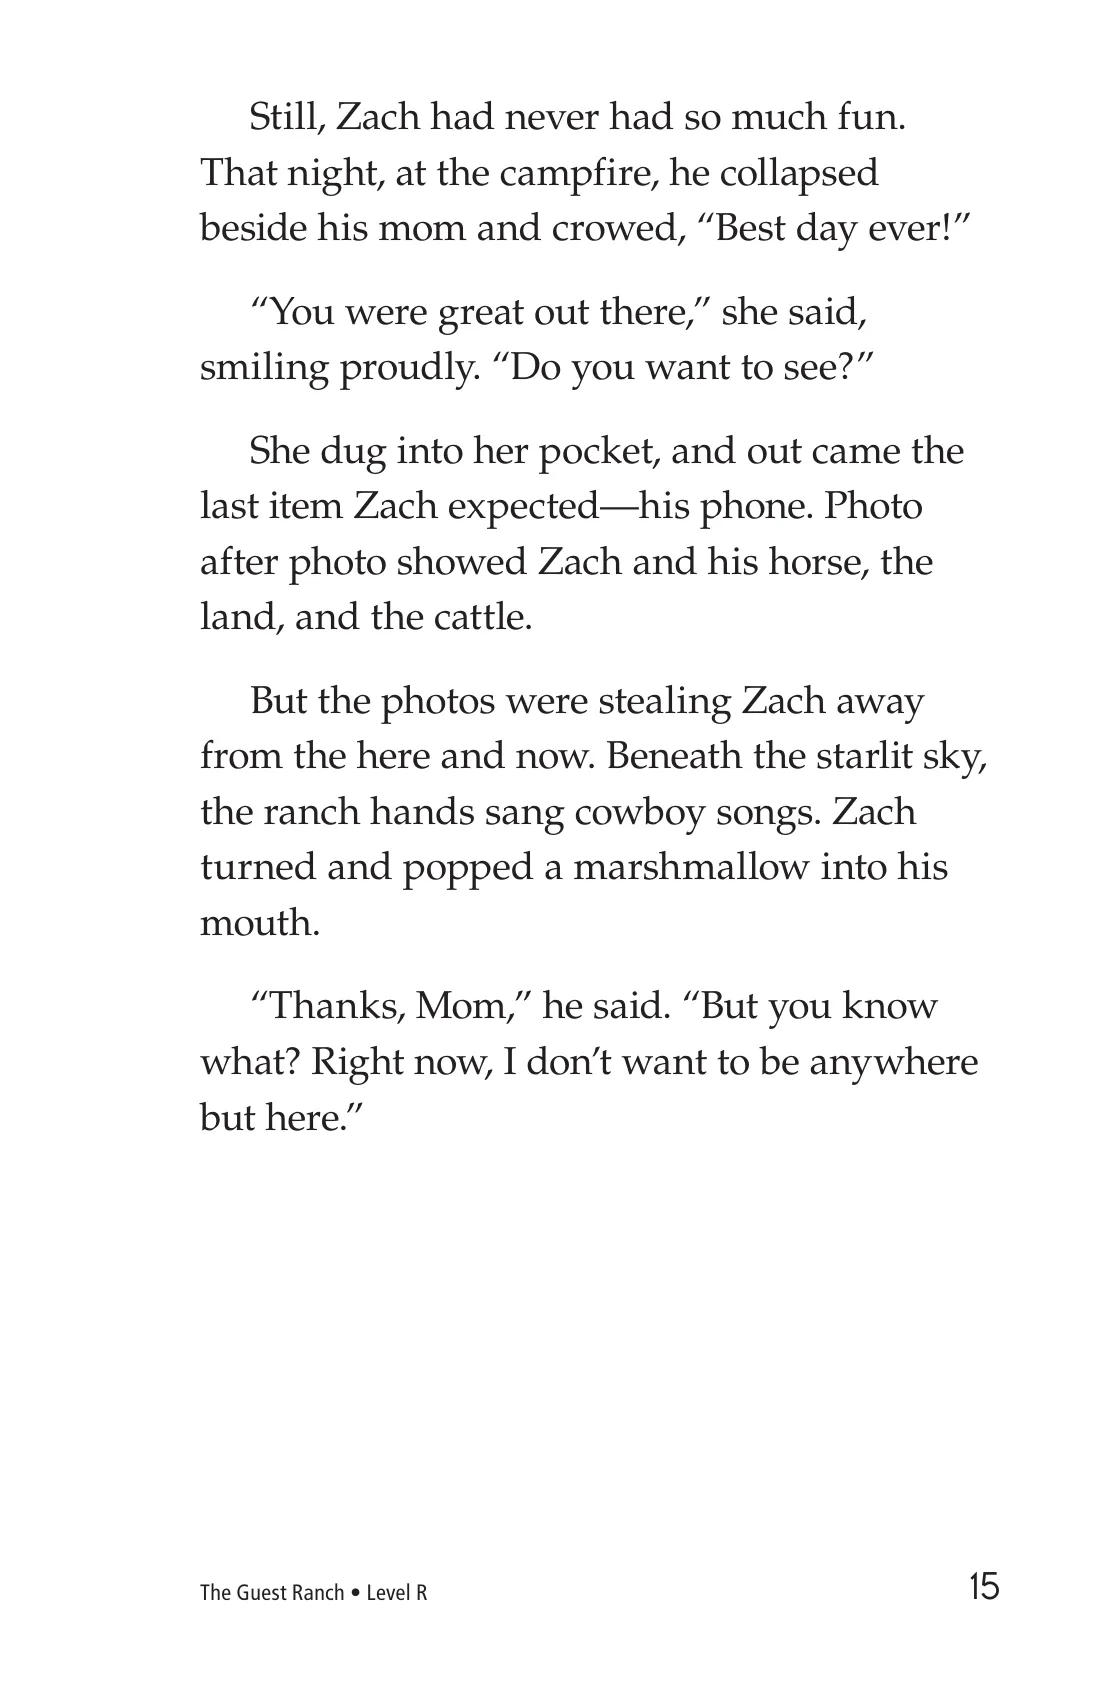 Still, Zach had never had so much fun.
That night, at the campfire, he collapsed
beside his mom and crowed, “Best day ever!”
“You were great out there,” she said,
smiling proudly. “Do you want to see?”
She dug into her pocket, and out came the
last item Zach expected—his phone. Photo
after photo showed Zach and his horse, the
land, and the cattle.
But the photos were stealing Zach away
from the here and now. Beneath the starlit sky,
the ranch hands sang cowboy songs. Zach
turned and popped a marshmallow into his
mouth.
“Thanks, Mom,” he said. “But you know
what? Right now, I don’t want to be anywhere
but here.”
The Guest Ranch • Level R
15